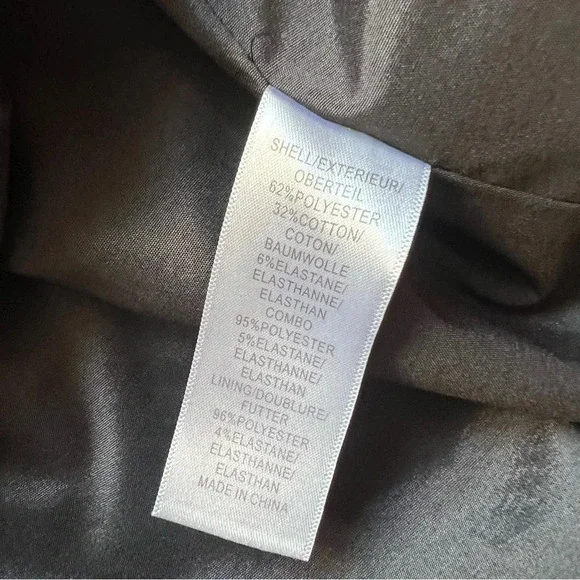 SHELL/EXTERIEUR/
OBERTEIL
62%POLYESTER
32%COTTON/
COTON/
BAUMWOLLE
6%ELASTANE/
ELASTHANNE/
ELASTHAN
COMBO
95%POLYESTER
5%ELASTANE/
ELASTHANNE/
ELASTHAN
LINING/DOUBLURE/
FUTTER
96%POLYESTER
4%ELASTANE/
ELASTHANNE/
ELASTHAN
MADE IN CHINA